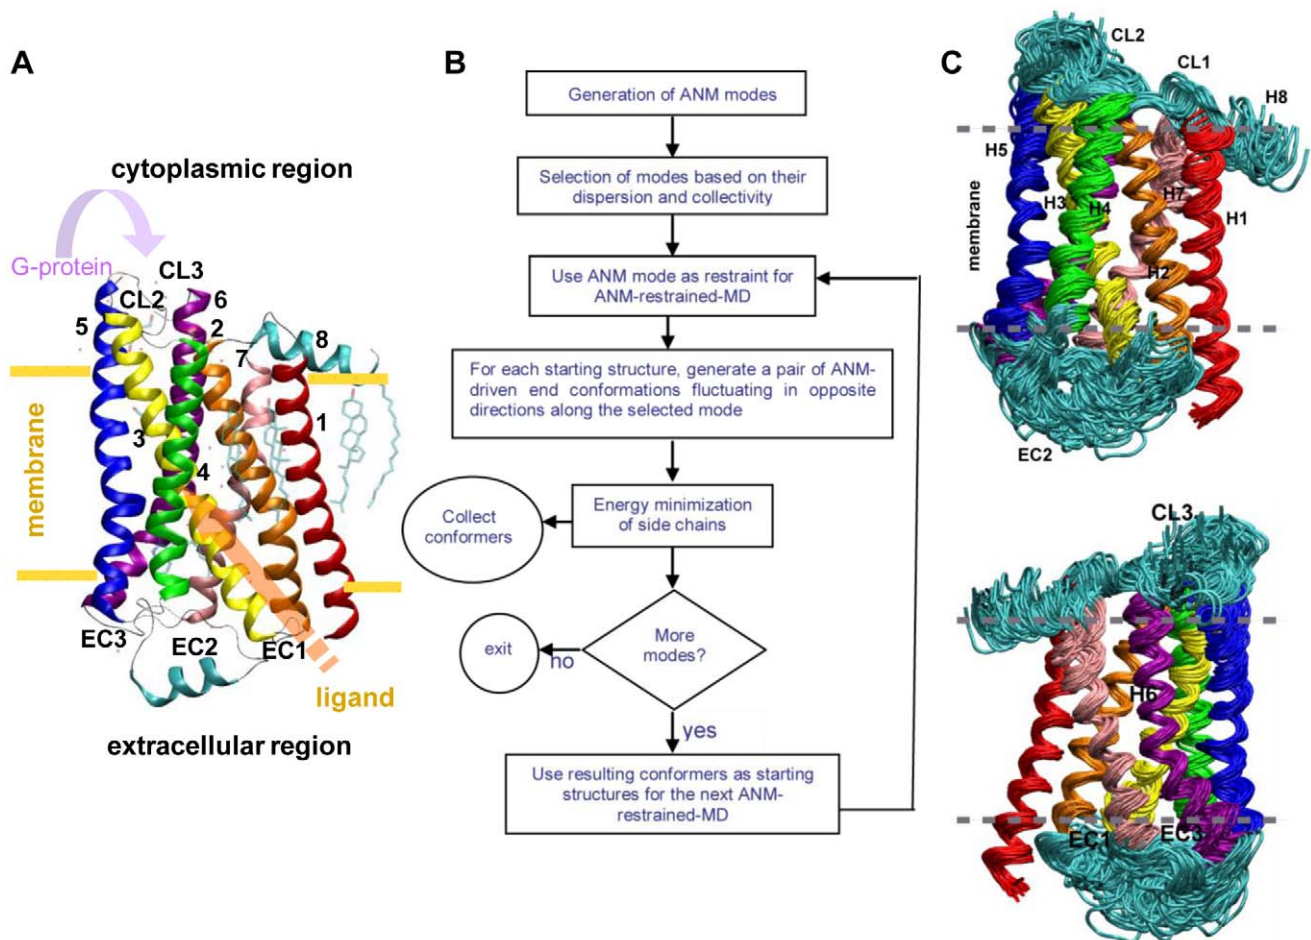 A
cytoplasmic region
G-protein
CL3
CL2
6
5
2
8
7
1
3
4
membrane
EC3
EC2
EC1
ligand
extracellular region
B
Generation of ANM modes
Selection of modes based on their
dispersion and collectivity
Use ANM mode as restraint for
ANM-restrained-MD
For each starting structure, generate a pair of ANM-
driven end conformations fluctuating in opposite
directions along the selected mode
Energy minimization
of side chains
Collect
conformers
More
modes?
no
exit
yes
Use resulting conformers as starting
structures for the next ANM-
restrained-MD
C
CL2
CL1
H8
H5
H3
H4
H7
H1
H2
membrane
EC2
CL3
H6
EC1
EC3